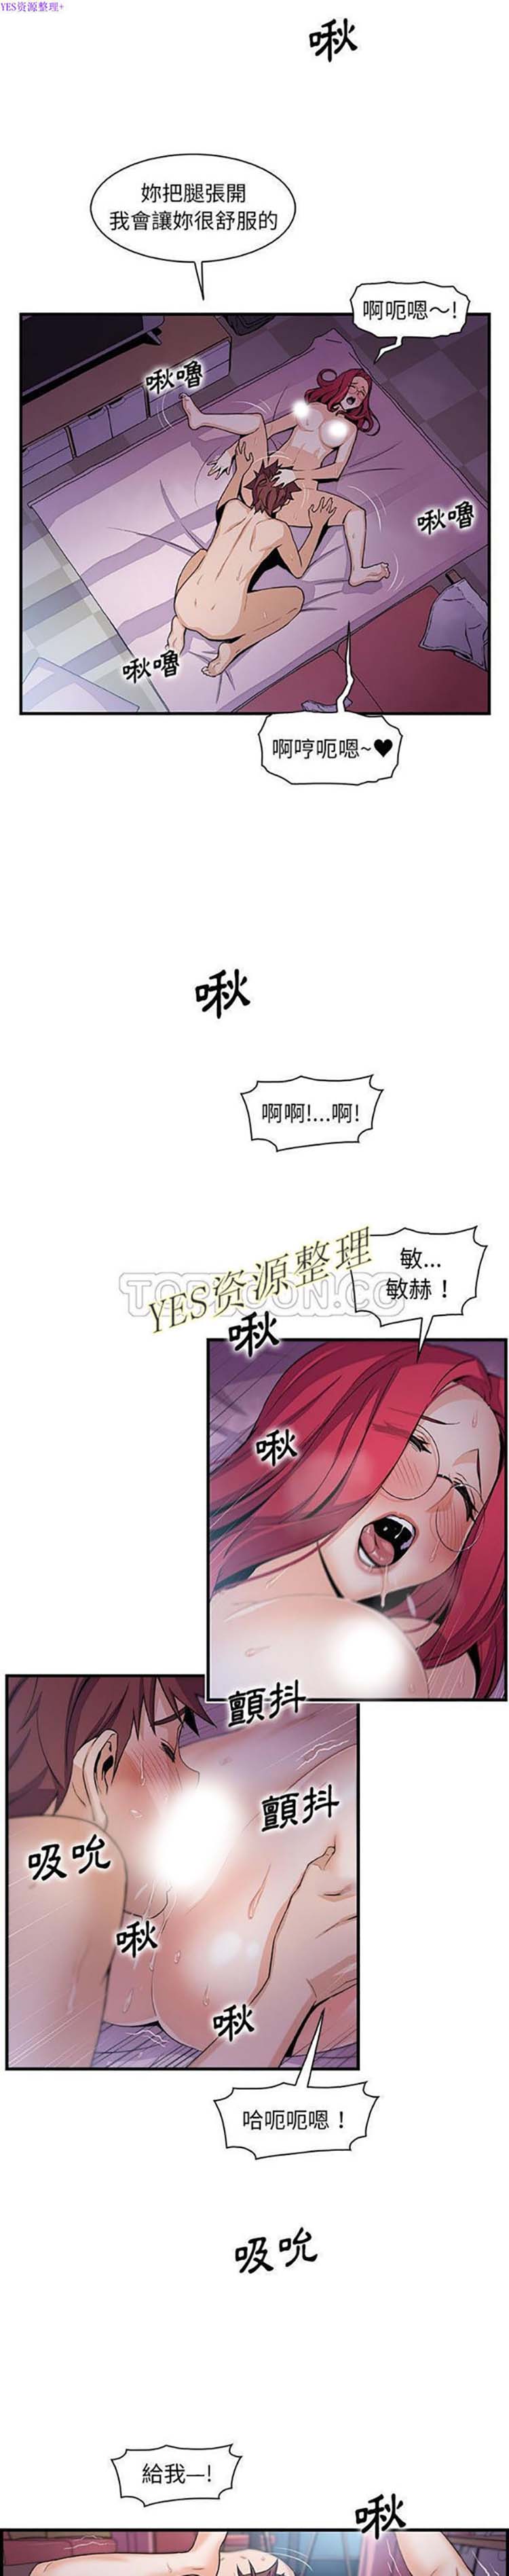 YES资源整理+
啾
妳把腿張開
我會讓妳很舒服的
啊呃嗯～!
啾嚕
啾嚕
啾嚕
啊哼呃嗯~♥
啾
啊啊!...啊!
敏...
敏赫！
YES资源整理
TOPTOON.CO
啾
啾
顫抖
顫抖
吸吮
啾
啾
哈呃呃嗯！
吸吮
給我—!
啾